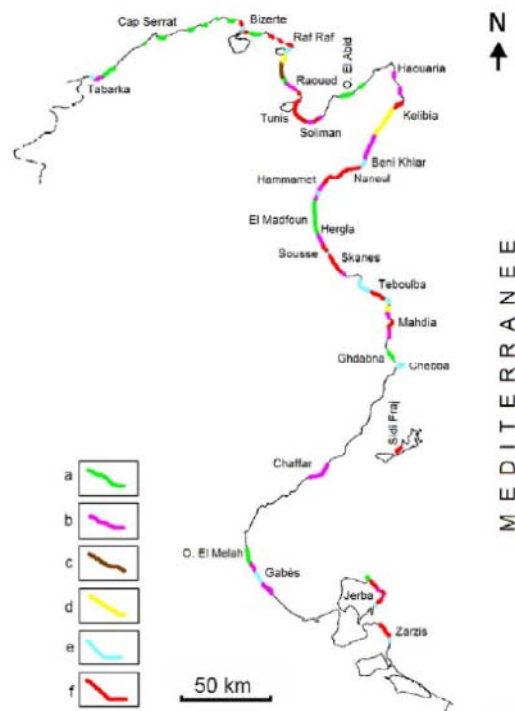 N
Cap Serrat
Bizerte
Raf Raf
Raoued
O. El Abid
Haouaria
Tabarka
Tunis
Soliman
Kelibia
Beni Khiar
Nabeul
Hammamet
El Madfoun
Hergla
Sousse
Skanes
Teboulba
Mahdia
Ghdabna
Chebba
Sidi Fraj
Chaffar
O. El Melah
Gabès
Jerba
Zarzis
MEDITERRANEE
a
b
c
d
e
f
50 km